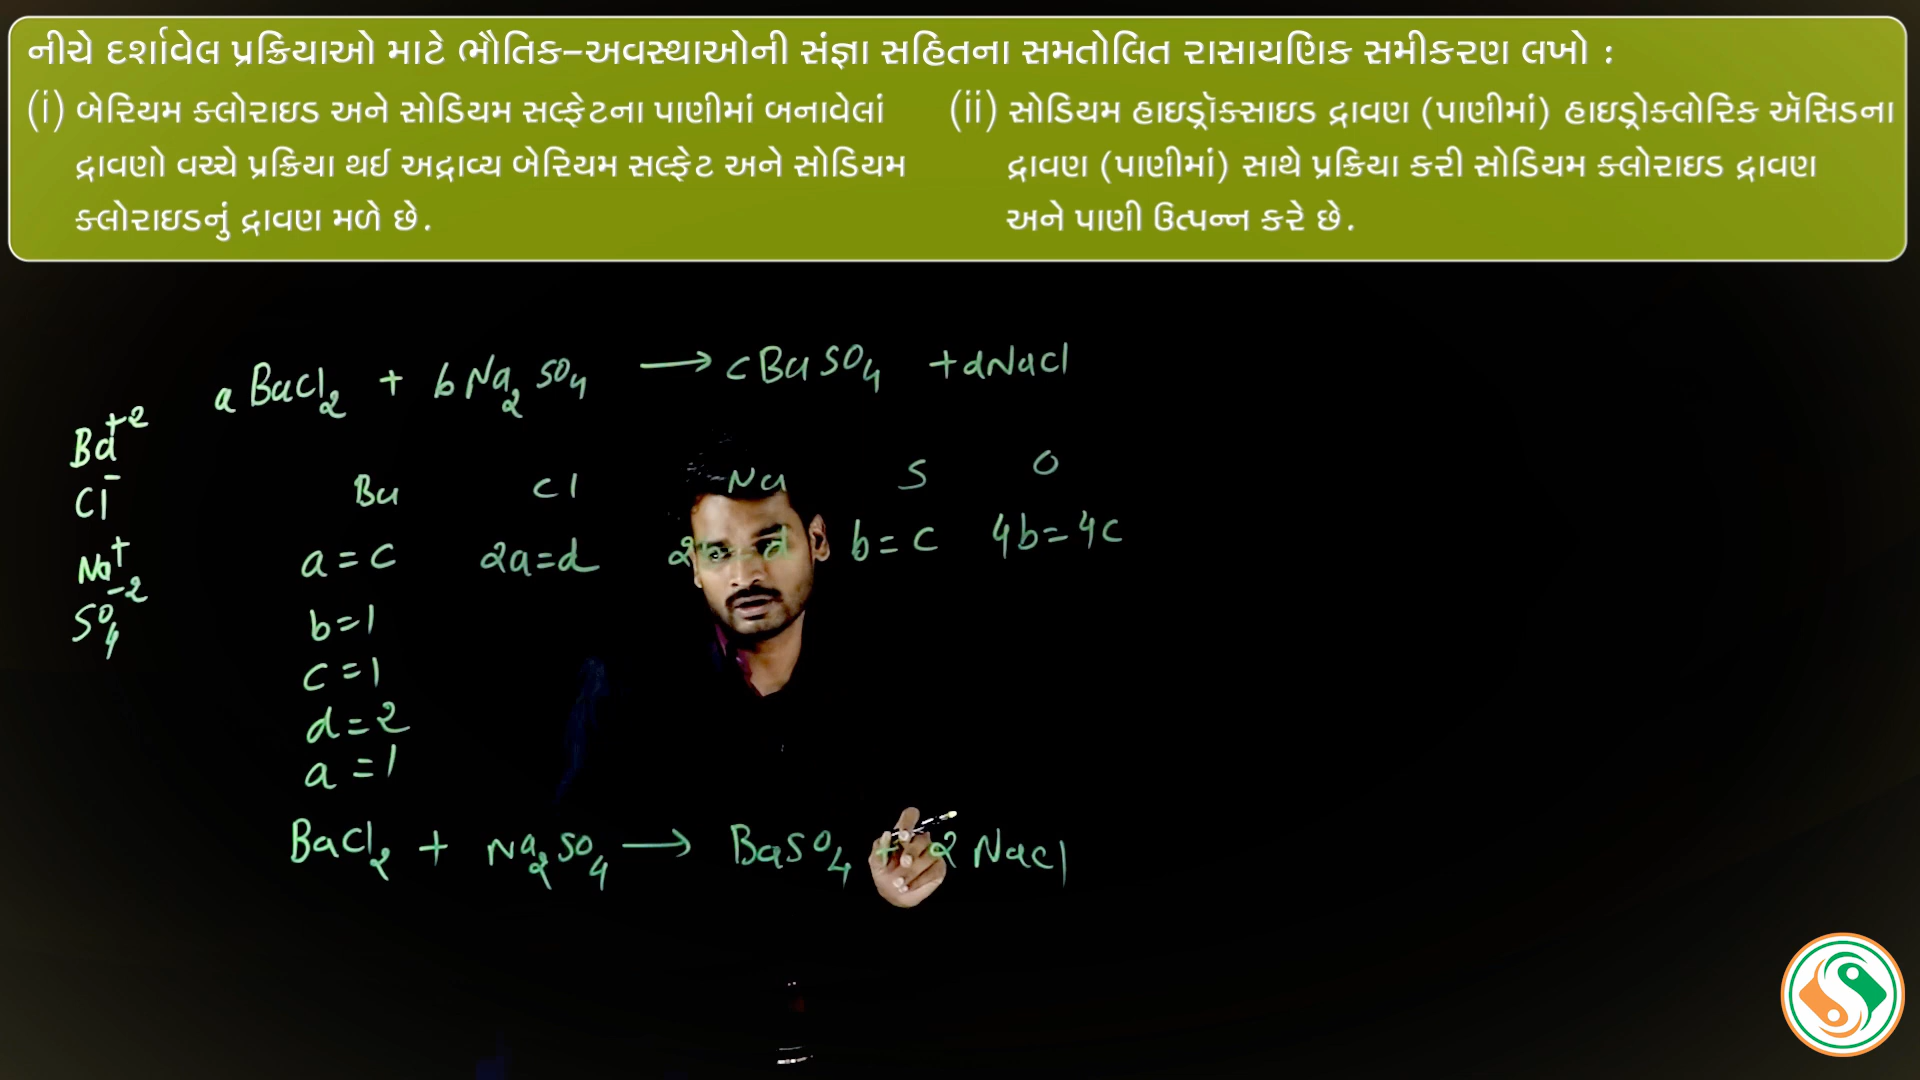 નીચે દર્શાવેલ પ્રક્રિયાઓ માટે ભૌતિક-અવસ્થાઓની સંજ્ઞા સહિતના સમતોલિત રાસાયણિક સમીકરણ લખો :
(i) બેરિયમ ક્લોરાઇડ અને સોડિયમ સલ્ફેટના પાણીમાં બનાવેલાં
દ્રાવણો વચ્ચે પ્રક્રિયા થઈ અદ્રાવ્ય બેરિયમ સલ્ફેટ અને સોડિયમ
ક્લોરાઇડનું દ્રાવણ મળે છે.
(ii) સોડિયમ હાઇડ્રૉક્સાઇડ દ્રાવણ (પાણીમાં) હાઇડ્રોક્લોરિક ઍસિડના
દ્રાવણ (પાણીમાં) સાથે પ્રક્રિયા કરી સોડિયમ ક્લોરાઇડ દ્રાવણ
અને પાણી ઉત્પન્ન કરે છે.
a BaCl₂ + b Na₂SO₄ → c BaSO₄ + dNaCl
Ba⁺²
Cl⁻
Na⁺
SO₄⁻²
Ba Cl Na S O
a = c 2a = d 2b = d b = c 4b = 4c
b = 1
c = 1
d = 2
a = 1
BaCl₂ + Na₂SO₄ → BaSO₄ + 2 NaCl